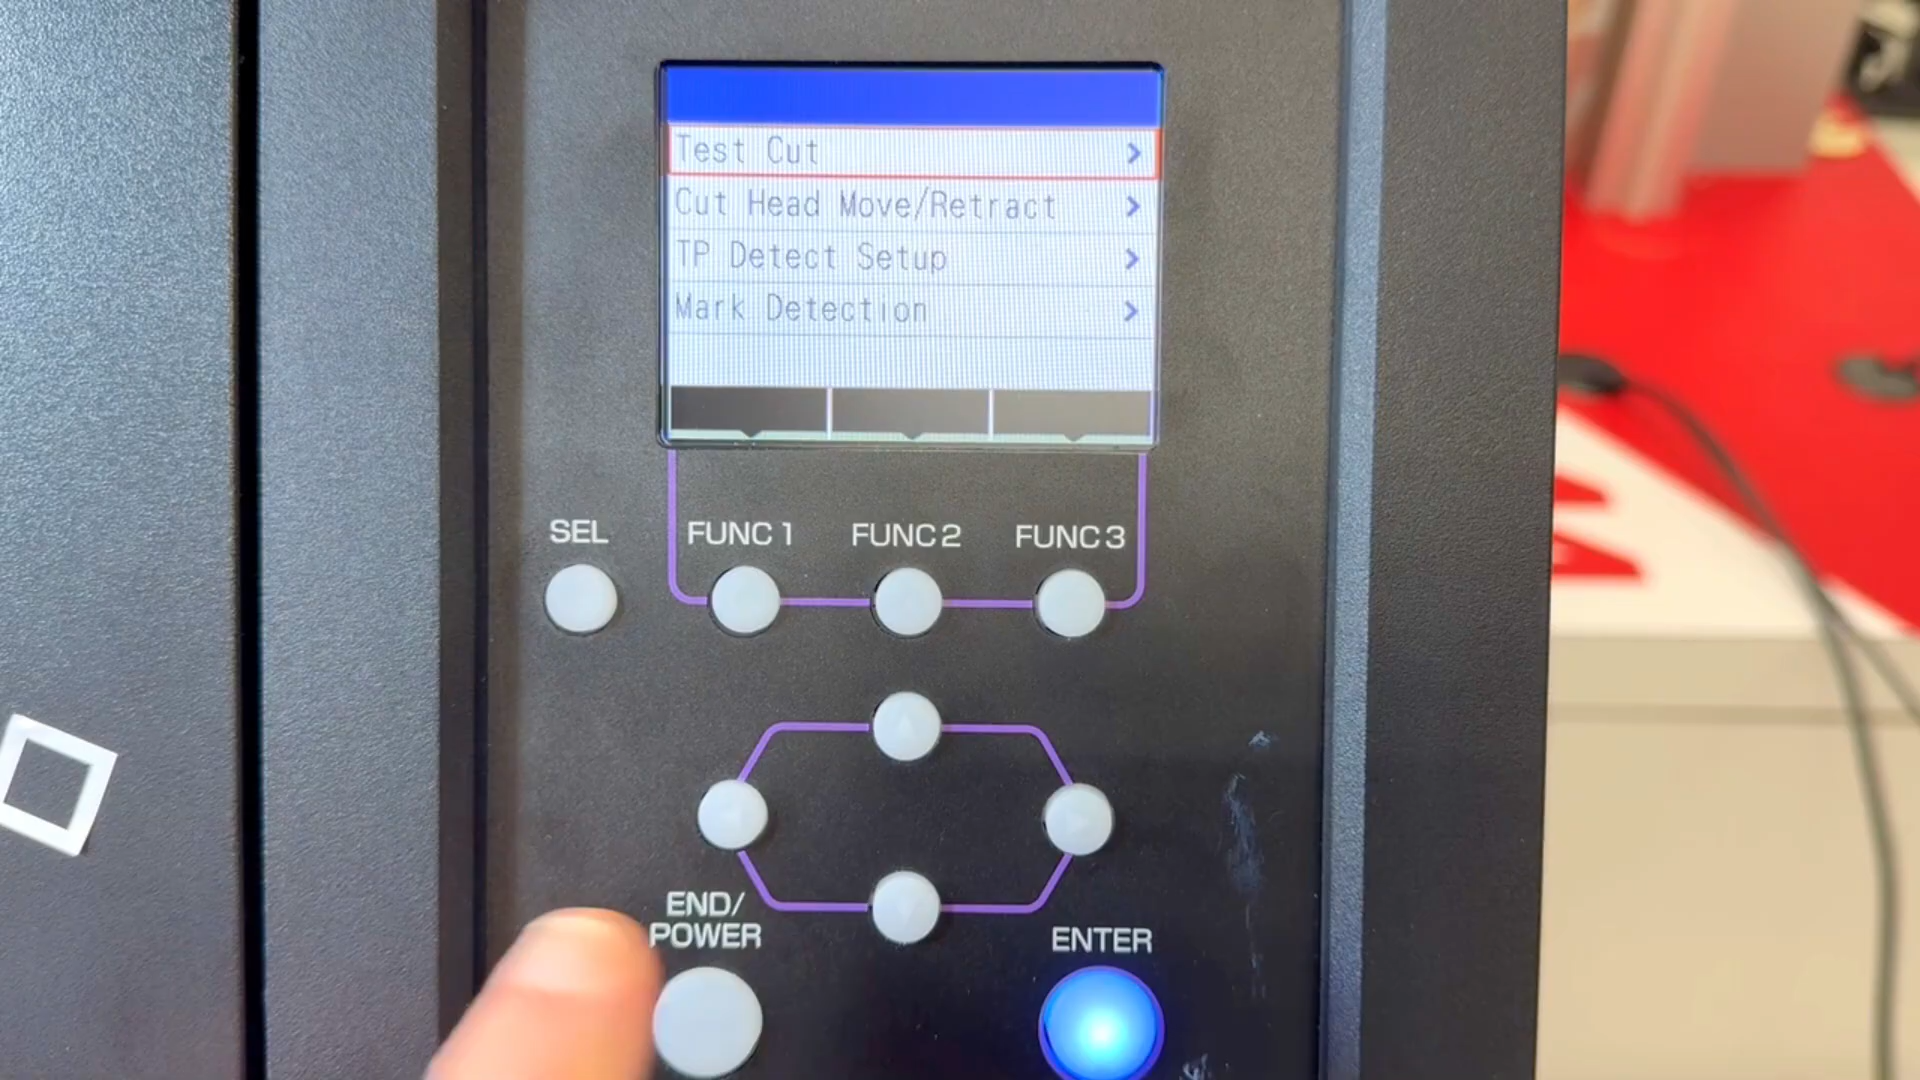 Test Cut
Cut Head Move/Retract
TP Detect Setup
Mark Detection
SEL
FUNC1
FUNC2
FUNC3
END/
POWER
ENTER